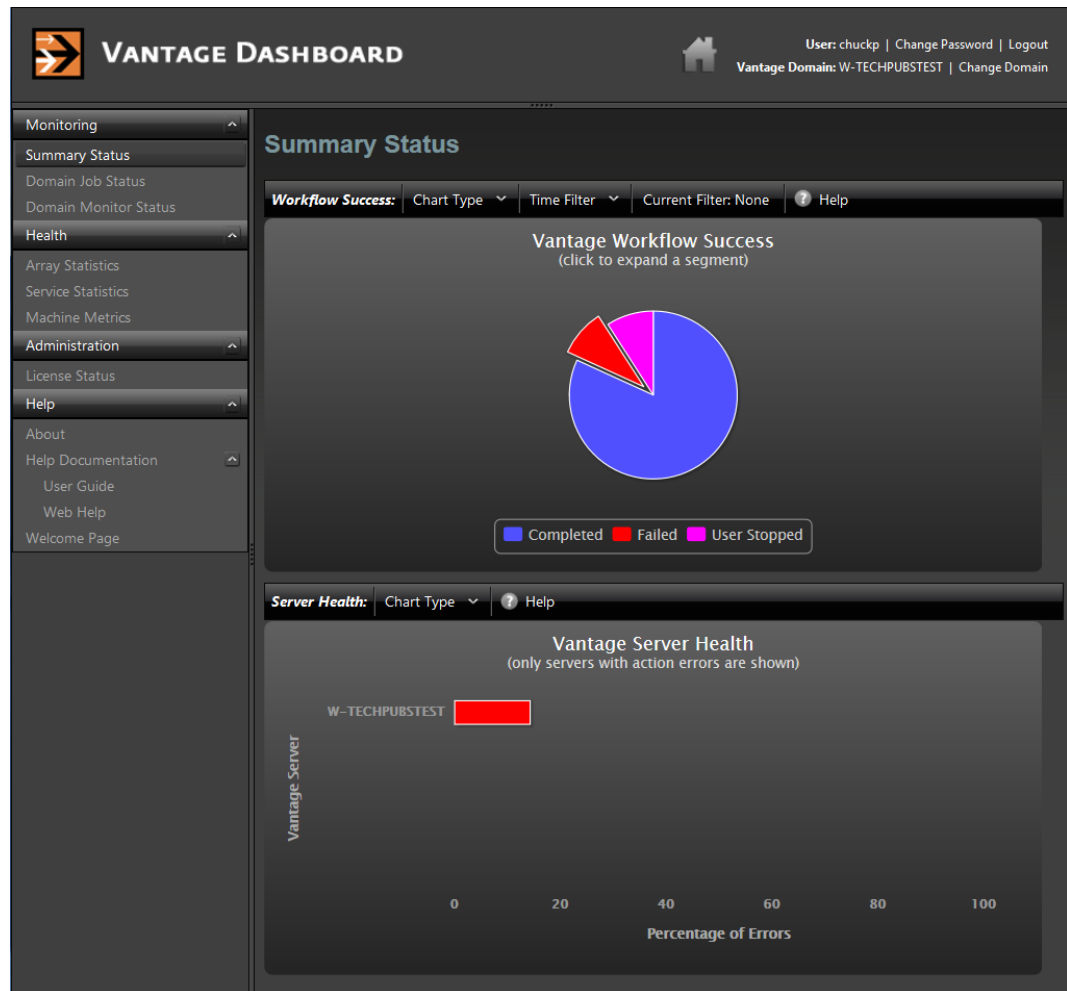 VANTAGE DASHBOARD
User: chuckp | Change Password | Logout
Vantage Domain: W-TECHPUBSTEST | Change Domain
Monitoring
Summary Status
Domain Job Status
Domain Monitor Status
Health
Array Statistics
Service Statistics
Machine Metrics
Administration
License Status
Help
About
Help Documentation
User Guide
Web Help
Welcome Page
Summary Status
Workflow Success: Chart Type Time Filter Current Filter: None ? Help
Vantage Workflow Success
(click to expand a segment)
Completed Failed User Stopped
Server Health: Chart Type ? Help
Vantage Server Health
(only servers with action errors are shown)
W-TECHPUBSTEST
Vantage Server
0 20 40 60 80 100
Percentage of Errors